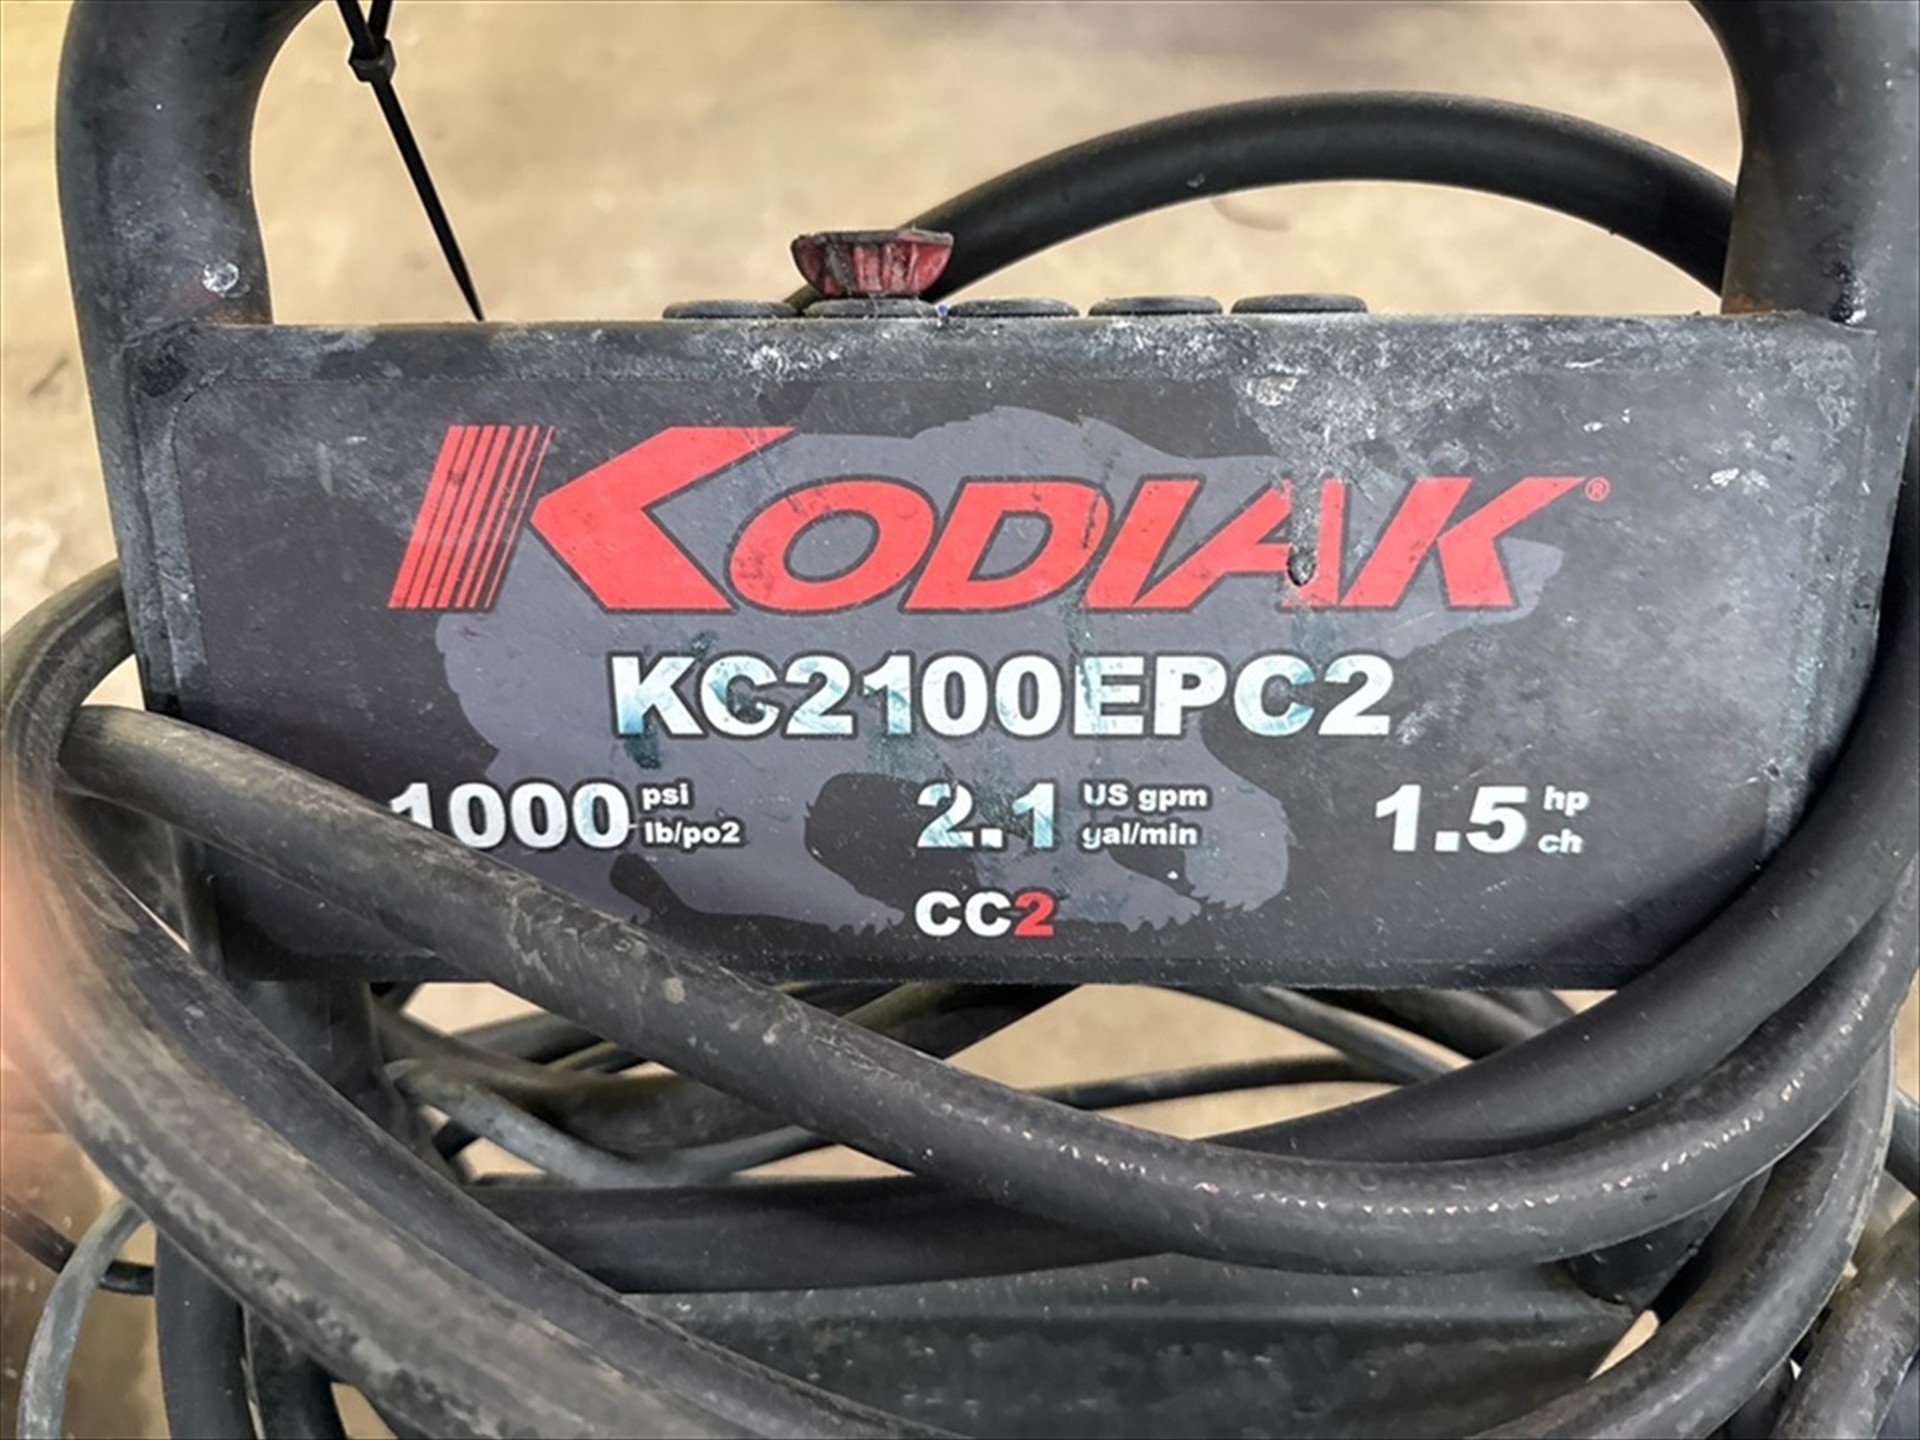 KODIAK®
KC2100EPC2
1000 psi lb/po2 2.1 US gpm gal/min 1.5 hp ch
CC2